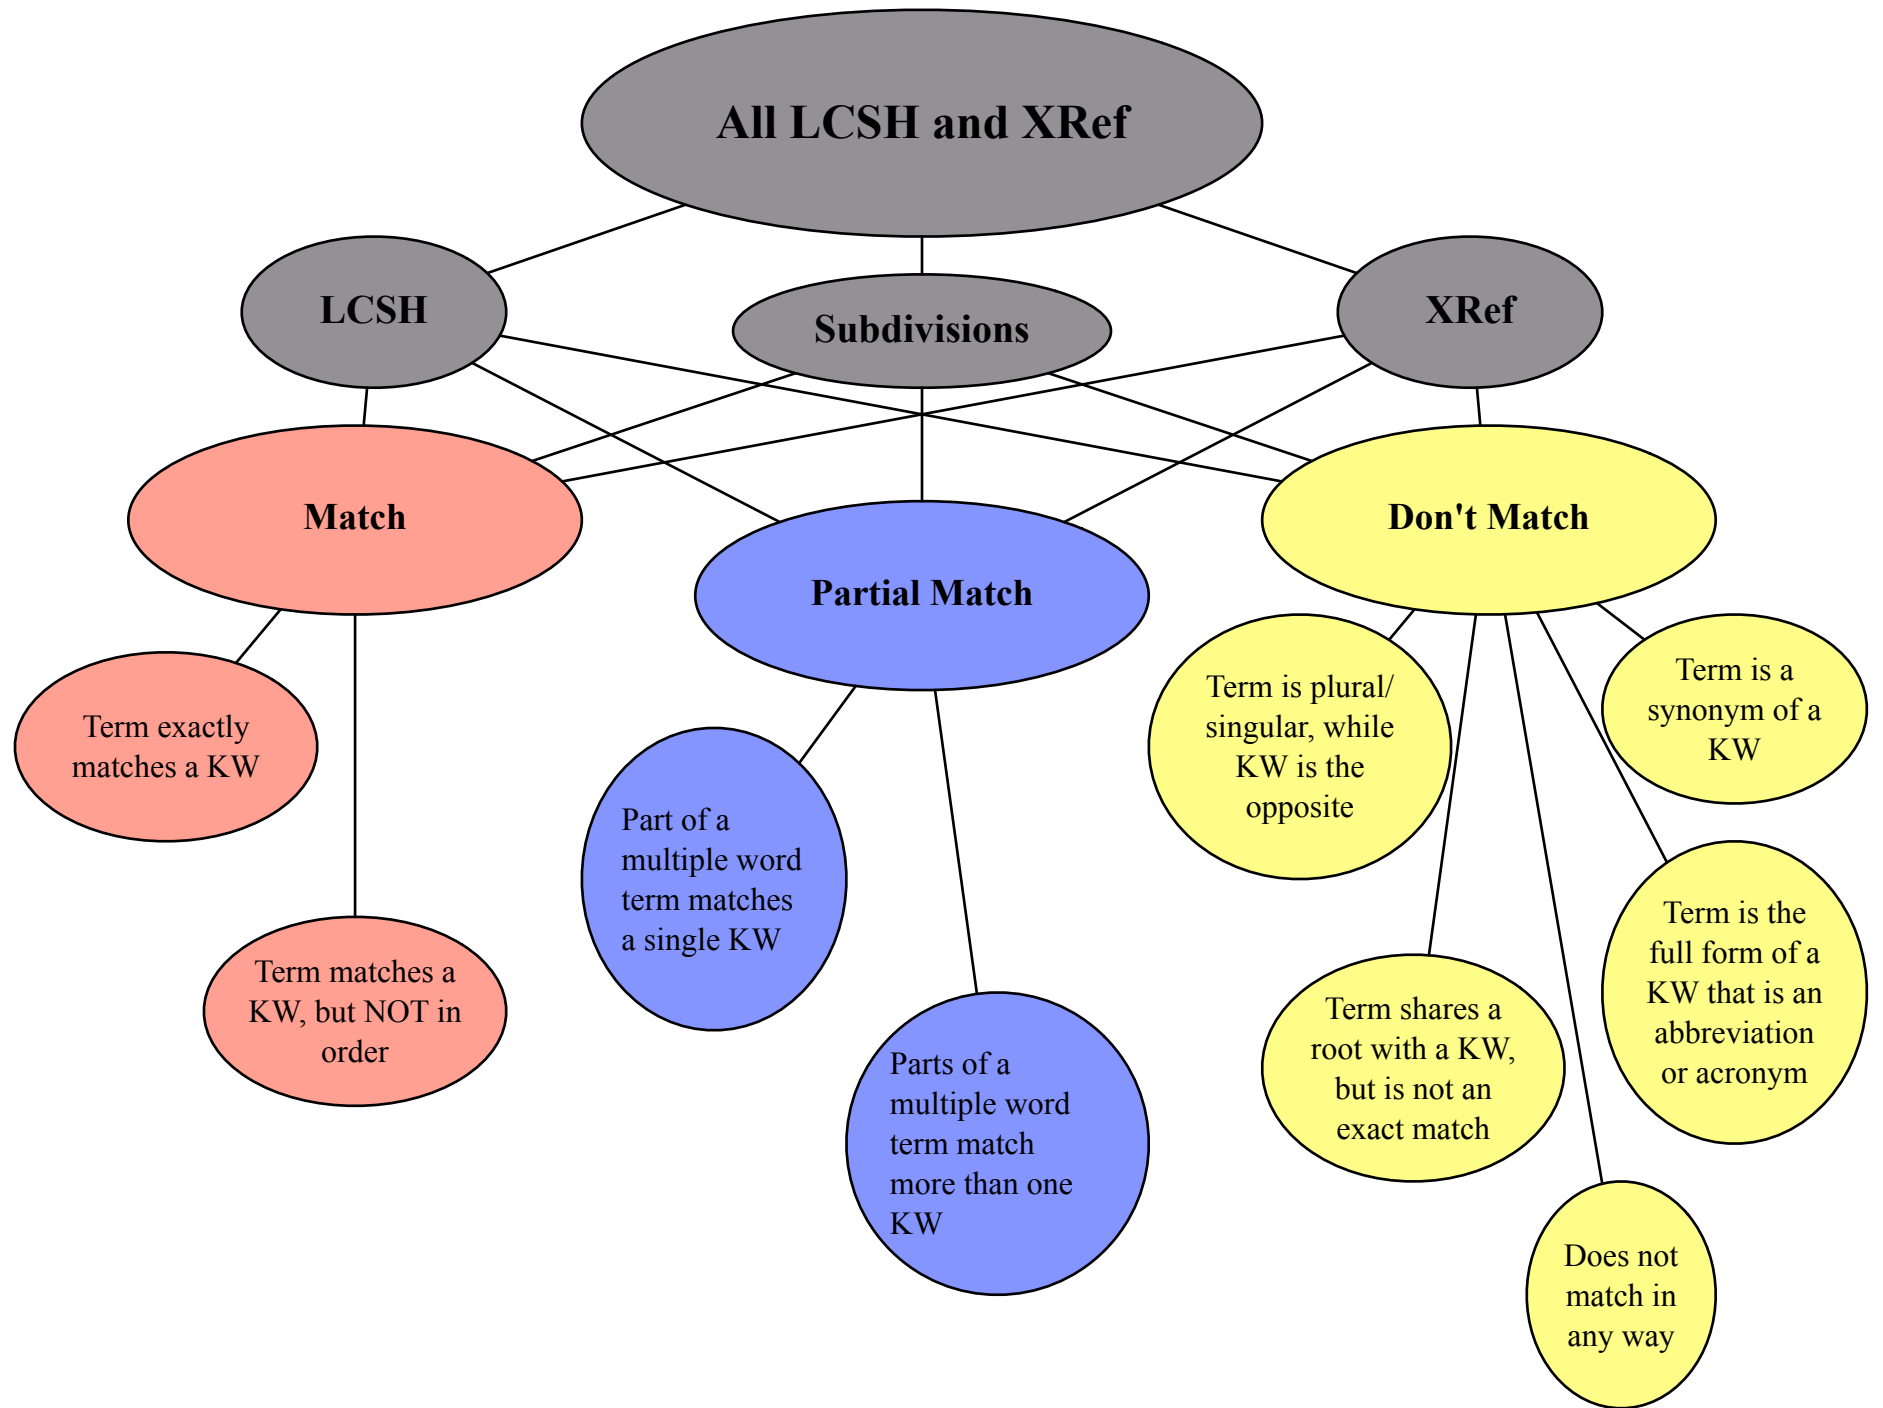 All LCSH and XRef
LCSH
Subdivisions
XRef
Match
Partial Match
Don't Match
Term exactly
matches a KW
Term matches a
KW, but NOT in
order
Part of a
multiple word
term matches
a single KW
Parts of a
multiple word
term match
more than one
KW
Term is plural/
singular, while
KW is the
opposite
Term shares a
root with a KW,
but is not an
exact match
Does not
match in
any way
Term is the
full form of a
KW that is an
abbreviation
or acronym
Term is a
synonym of a
KW